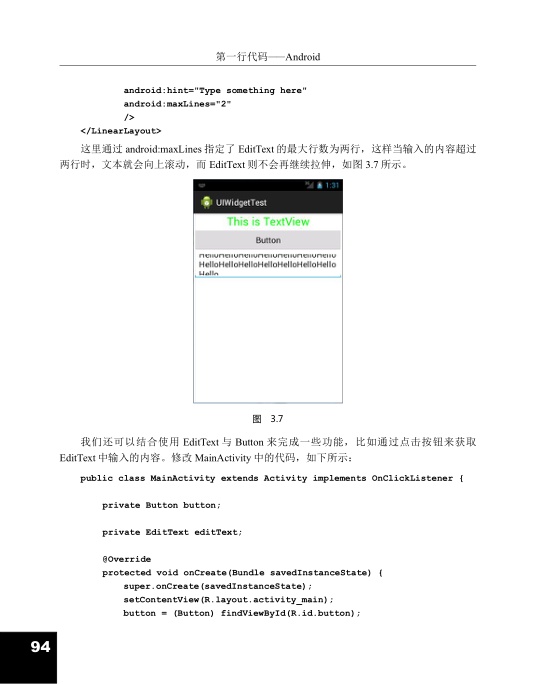 第一行代码——Android
android:hint="Type something here"
android:maxLines="2"
/>
</LinearLayout>
这里通过 android:maxLines 指定了 EditText 的最大行数为两行，这样当输入的内容超过
两行时，文本就会向上滚动，而 EditText 则不会再继续拉伸，如图 3.7 所示。
1:31
UIWidgetTest
This is TextView
Button
HelloHelloHelloHelloHelloHelloHello
HelloHelloHelloHelloHelloHelloHello
Hello
图 3.7
我们还可以结合使用 EditText 与 Button 来完成一些功能，比如通过点击按钮来获取
EditText 中输入的内容。修改 MainActivity 中的代码，如下所示：
public class MainActivity extends Activity implements OnClickListener {
private Button button;
private EditText editText;
@Override
protected void onCreate(Bundle savedInstanceState) {
super.onCreate(savedInstanceState);
setContentView(R.layout.activity_main);
button = (Button) findViewById(R.id.button);
94